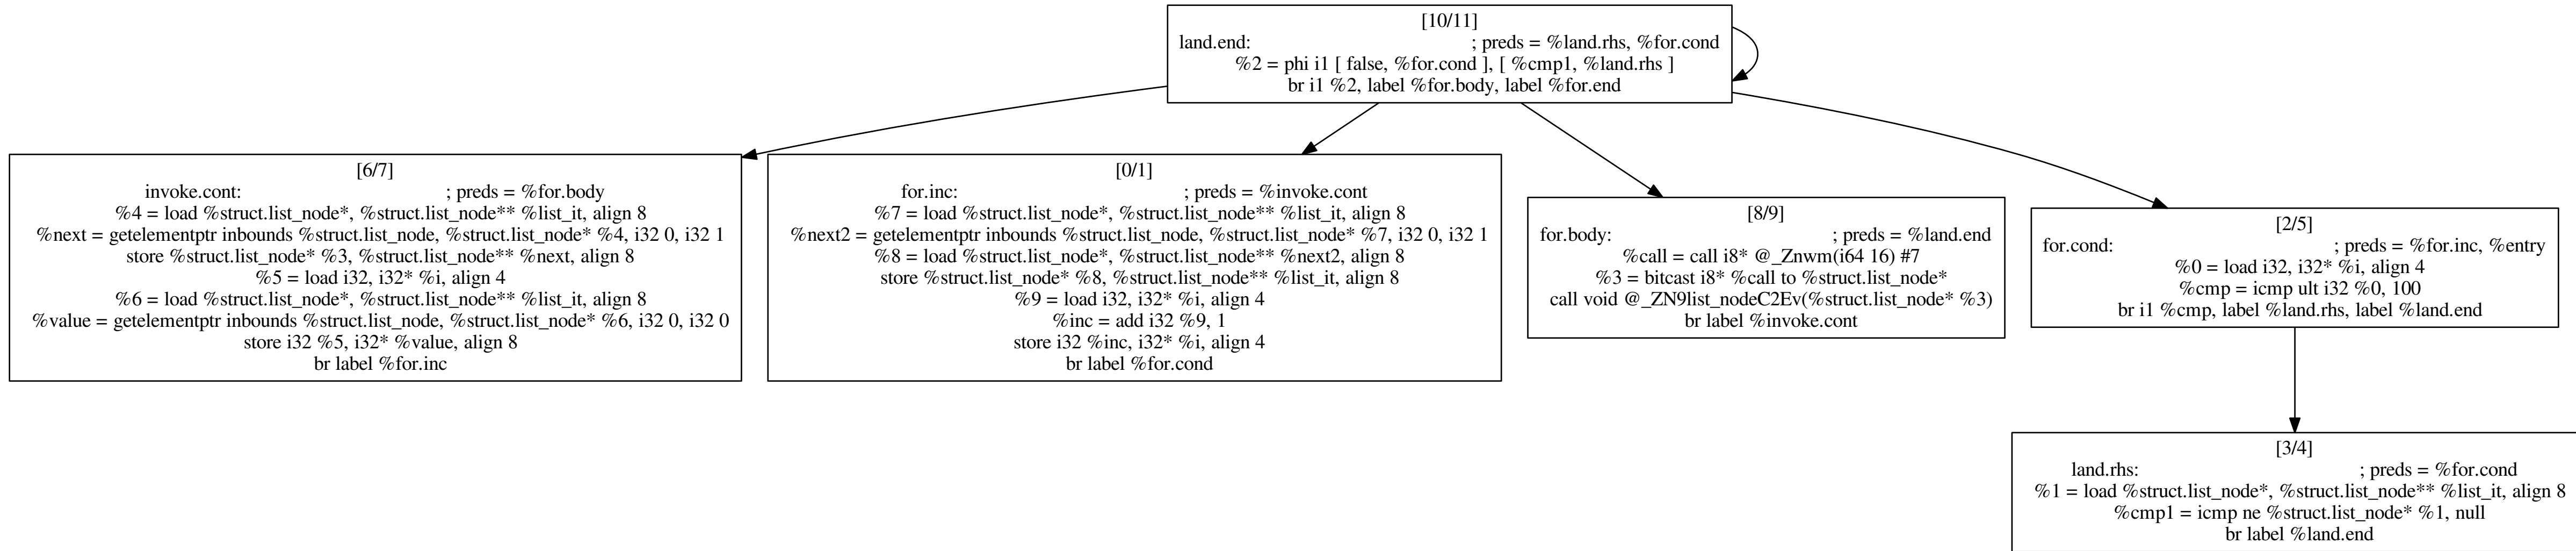 [10/11]
land.end: ; preds = %land.rhs, %for.cond
%2 = phi i1 [ false, %for.cond ], [ %cmp1, %land.rhs ]
br i1 %2, label %for.body, label %for.end
[6/7]
invoke.cont: ; preds = %for.body
%4 = load %struct.list_node*, %struct.list_node** %list_it, align 8
%next = getelementptr inbounds %struct.list_node, %struct.list_node* %4, i32 0, i32 1
store %struct.list_node* %3, %struct.list_node** %next, align 8
%5 = load i32, i32* %i, align 4
%6 = load %struct.list_node*, %struct.list_node** %list_it, align 8
%value = getelementptr inbounds %struct.list_node, %struct.list_node* %6, i32 0, i32 0
store i32 %5, i32* %value, align 8
br label %for.inc
[0/1]
for.inc: ; preds = %invoke.cont
%7 = load %struct.list_node*, %struct.list_node** %list_it, align 8
%next2 = getelementptr inbounds %struct.list_node, %struct.list_node* %7, i32 0, i32 1
%8 = load %struct.list_node*, %struct.list_node** %next2, align 8
store %struct.list_node* %8, %struct.list_node** %list_it, align 8
%9 = load i32, i32* %i, align 4
%inc = add i32 %9, 1
store i32 %inc, i32* %i, align 4
br label %for.cond
[8/9]
for.body: ; preds = %land.end
%call = call i8* @_Znwm(i64 16) #7
%3 = bitcast i8* %call to %struct.list_node*
call void @_ZN9list_nodeC2Ev(%struct.list_node* %3)
br label %invoke.cont
[2/5]
for.cond: ; preds = %for.inc, %entry
%0 = load i32, i32* %i, align 4
%cmp = icmp ult i32 %0, 100
br i1 %cmp, label %land.rhs, label %land.end
[3/4]
land.rhs: ; preds = %for.cond
%1 = load %struct.list_node*, %struct.list_node** %list_it, align 8
%cmp1 = icmp ne %struct.list_node* %1, null
br label %land.end